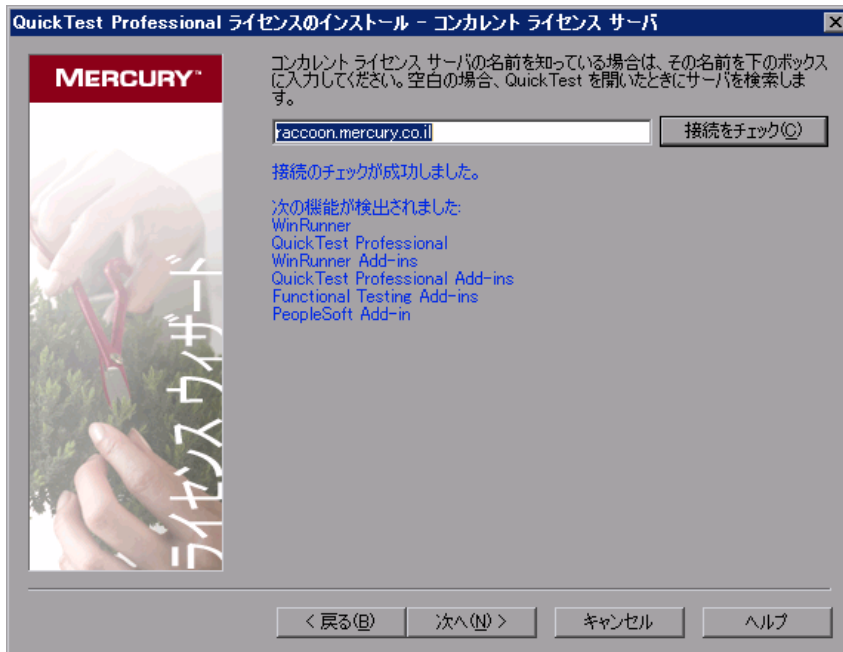 QuickTest Professional ライセンスのインストール - コンカレント ライセンス サーバ
MERCURY™
コンカレント ライセンス サーバの名前を知っている場合は、その名前を下のボックス
に入力してください。空白の場合、QuickTest を開いたときにサーバを検索しま
す。
raccoon.mercury.co.il
接続をチェック(C)
接続のチェックが成功しました。
次の機能が検出されました:
WinRunner
QuickTest Professional
WinRunner Add-ins
QuickTest Professional Add-ins
Functional Testing Add-ins
PeopleSoft Add-in
ライセンス ウィザード
< 戻る(B)
次へ(N) >
キャンセル
ヘルプ